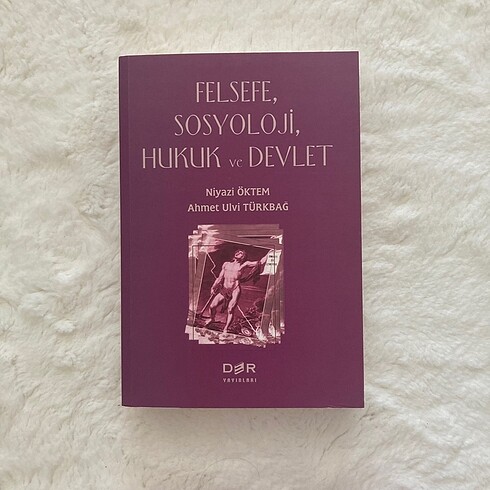 FELSEFE,
SOSYOLOJİ,
HUKUK ve DEVLET
Niyazi ÖKTEM
Ahmet Ulvi TÜRKBAĞ
DER
YAYINLARI